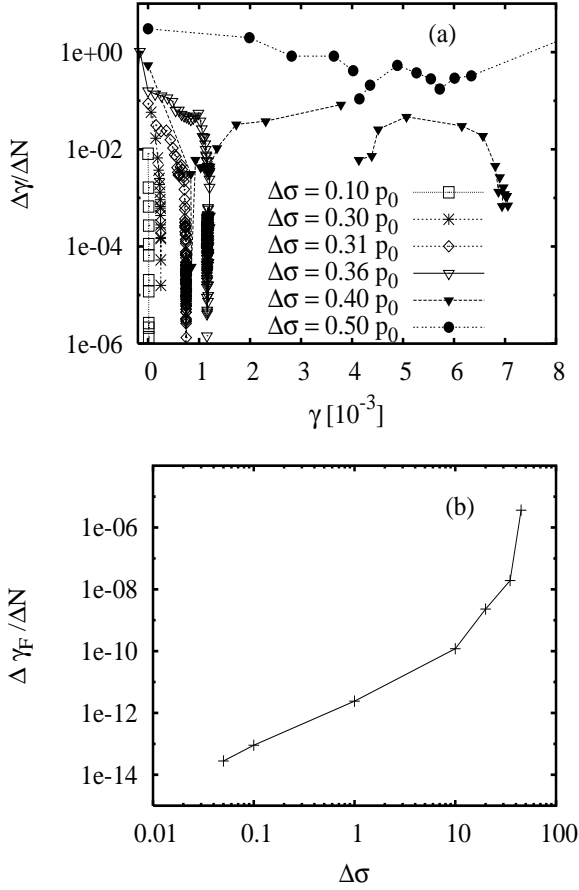 (a)
1e+00
1e-02
1e-04
1e-06
Δγ/ΔN
Δσ = 0.10 p₀
Δσ = 0.30 p₀
Δσ = 0.31 p₀
Δσ = 0.36 p₀
Δσ = 0.40 p₀
Δσ = 0.50 p₀
0 1 2 3 4 5 6 7 8
γ [10⁻³]
(b)
1e-06
1e-08
1e-10
1e-12
1e-14
Δ γ_F /ΔN
0.01 0.1 1 10 100
Δσ